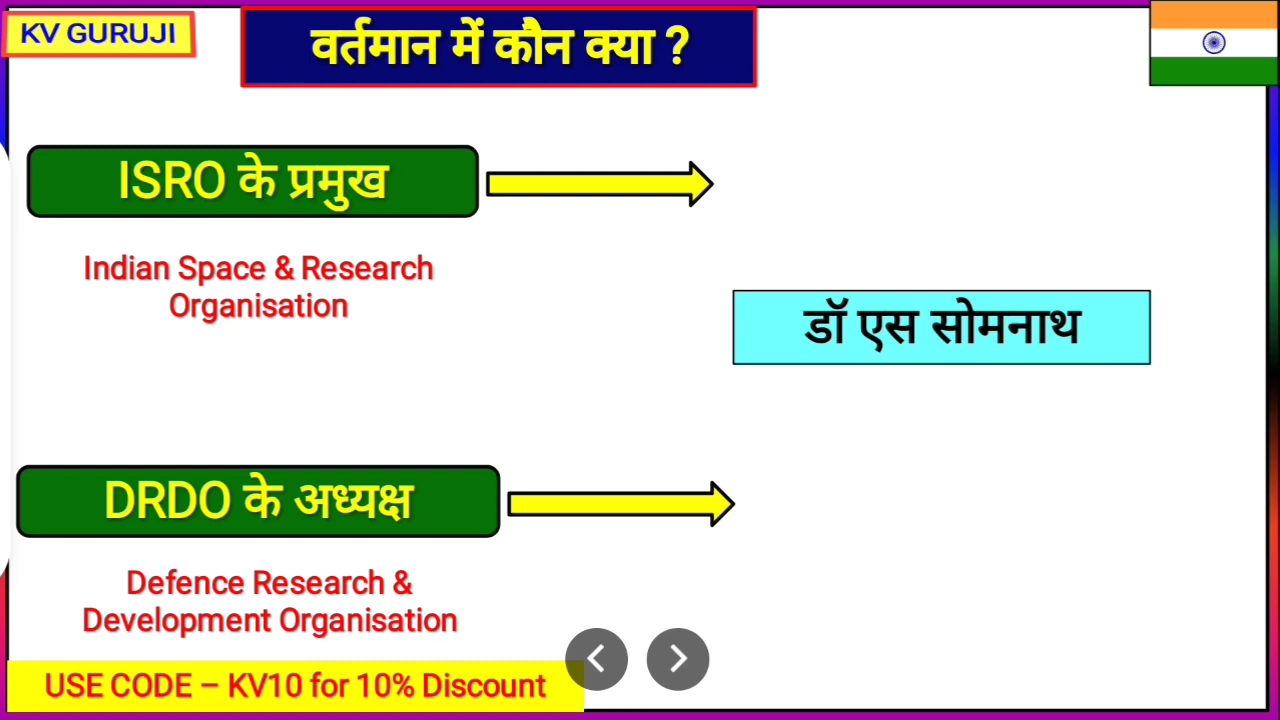 KV GURUJI
वर्तमान में कौन क्या ?
ISRO के प्रमुख
Indian Space & Research
Organisation
डॉ एस सोमनाथ
DRDO के अध्यक्ष
Defence Research &
Development Organisation
USE CODE – KV10 for 10% Discount